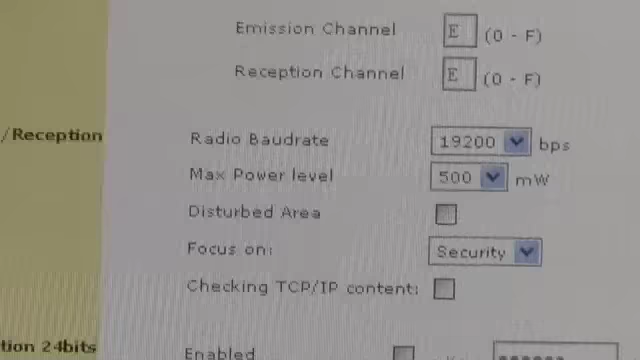 Emission Channel E (0 - F)
Reception Channel E (0 - F)
/Reception
Radio Baudrate 19200 bps
Max Power level 500 mW
Disturbed Area
Focus on: Security
Checking TCP/IP content:
tion 24bits
Enabled